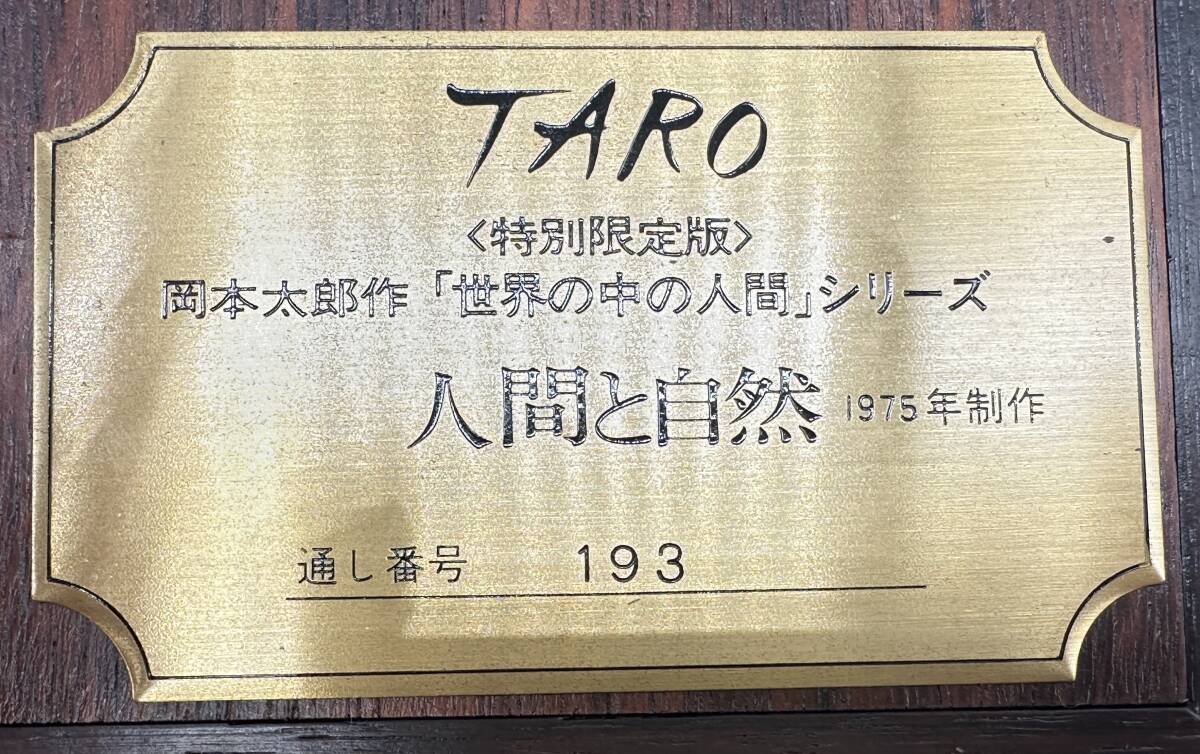 TARO
〈特別限定版〉
岡本太郎作「世界の中の人間」シリーズ
人間と自然 1975年制作
通し番号 193